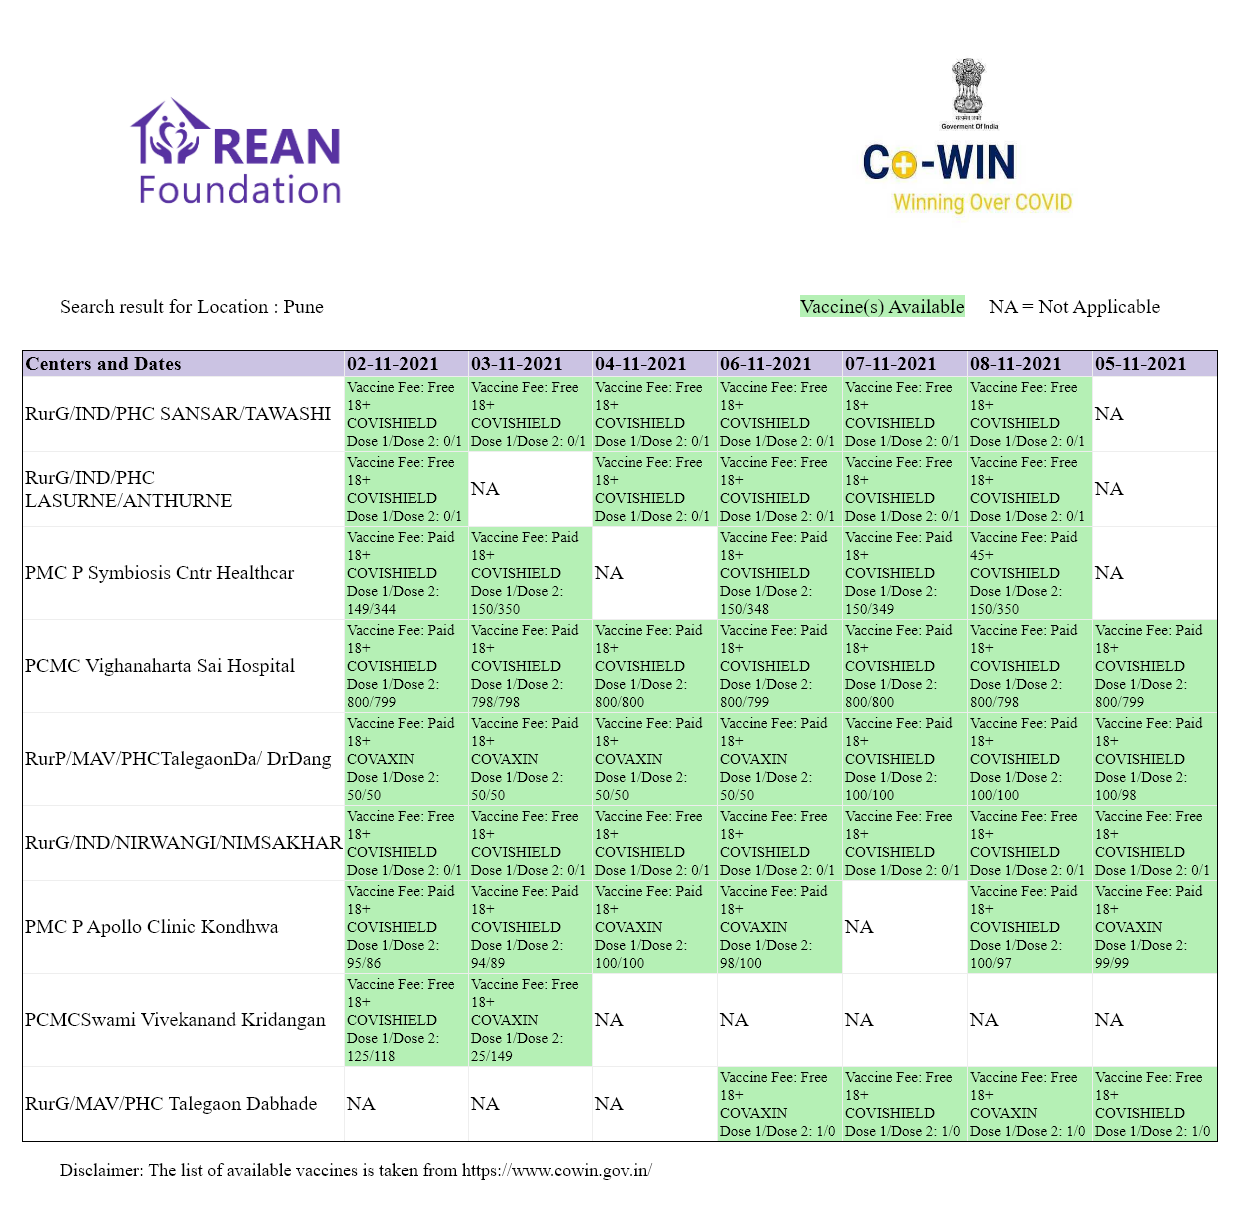 सत्यमेव जयते
Goverment Of India
REAN
Foundation
Co-WIN
Winning Over COVID
Search result for Location : Pune
Vaccine(s) Available NA = Not Applicable
Centers and Dates 02-11-2021 03-11-2021 04-11-2021 06-11-2021 07-11-2021 08-11-2021 05-11-2021
Vaccine Fee: Free Vaccine Fee: Free Vaccine Fee: Free Vaccine Fee: Free Vaccine Fee: Free Vaccine Fee: Free
18+ 18+ 18+ 18+ 18+ 18+
RurG/IND/PHC SANSAR/TAWASHI NA
COVISHIELD COVISHIELD COVISHIELD COVISHIELD COVISHIELD COVISHIELD
Dose 1/Dose 2: 0/1 Dose 1/Dose 2: 0/1 Dose 1/Dose 2: 0/1 Dose 1/Dose 2: 0/1 Dose 1/Dose 2: 0/1 Dose 1/Dose 2: 0/1
Vaccine Fee: Free Vaccine Fee: Free Vaccine Fee: Free Vaccine Fee: Free Vaccine Fee: Free
RurG/IND/PHC 18+ 18+ 18+ 18+ 18+
NA NA
LASURNE/ANTHURNE COVISHIELD COVISHIELD COVISHIELD COVISHIELD COVISHIELD
Dose 1/Dose 2: 0/1 Dose 1/Dose 2: 0/1 Dose 1/Dose 2: 0/1 Dose 1/Dose 2: 0/1 Dose 1/Dose 2: 0/1
Vaccine Fee: Paid Vaccine Fee: Paid Vaccine Fee: Paid Vaccine Fee: Paid Vaccine Fee: Paid
18+ 18+ 18+ 18+ 45+
PMC P Symbiosis Cntr Healthcar COVISHIELD COVISHIELD NA COVISHIELD COVISHIELD COVISHIELD NA
Dose 1/Dose 2: Dose 1/Dose 2: Dose 1/Dose 2: Dose 1/Dose 2: Dose 1/Dose 2:
149/344 150/350 150/348 150/349 150/350
Vaccine Fee: Paid Vaccine Fee: Paid Vaccine Fee: Paid Vaccine Fee: Paid Vaccine Fee: Paid Vaccine Fee: Paid Vaccine Fee: Paid
18+ 18+ 18+ 18+ 18+ 18+ 18+
PCMC Vighanaharta Sai Hospital COVISHIELD COVISHIELD COVISHIELD COVISHIELD COVISHIELD COVISHIELD COVISHIELD
Dose 1/Dose 2: Dose 1/Dose 2: Dose 1/Dose 2: Dose 1/Dose 2: Dose 1/Dose 2: Dose 1/Dose 2: Dose 1/Dose 2:
800/799 798/798 800/800 800/799 800/800 800/798 800/799
Vaccine Fee: Paid Vaccine Fee: Paid Vaccine Fee: Paid Vaccine Fee: Paid Vaccine Fee: Paid Vaccine Fee: Paid Vaccine Fee: Paid
18+ 18+ 18+ 18+ 18+ 18+ 18+
RurP/MAV/PHCTalegaonDa/ DrDang COVAXIN COVAXIN COVAXIN COVAXIN COVISHIELD COVISHIELD COVISHIELD
Dose 1/Dose 2: Dose 1/Dose 2: Dose 1/Dose 2: Dose 1/Dose 2: Dose 1/Dose 2: Dose 1/Dose 2: Dose 1/Dose 2:
50/50 50/50 50/50 50/50 100/100 100/100 100/98
Vaccine Fee: Free Vaccine Fee: Free Vaccine Fee: Free Vaccine Fee: Free Vaccine Fee: Free Vaccine Fee: Free Vaccine Fee: Free
18+ 18+ 18+ 18+ 18+ 18+ 18+
RurG/IND/NIRWANGI/NIMSAKHAR COVISHIELD COVISHIELD COVISHIELD COVISHIELD COVISHIELD COVISHIELD COVISHIELD
Dose 1/Dose 2: 0/1 Dose 1/Dose 2: 0/1 Dose 1/Dose 2: 0/1 Dose 1/Dose 2: 0/1 Dose 1/Dose 2: 0/1 Dose 1/Dose 2: 0/1 Dose 1/Dose 2: 0/1
Vaccine Fee: Paid Vaccine Fee: Paid Vaccine Fee: Paid Vaccine Fee: Paid Vaccine Fee: Paid Vaccine Fee: Paid
18+ 18+ 18+ 18+ 18+ 18+
PMC P Apollo Clinic Kondhwa COVISHIELD COVISHIELD COVAXIN COVAXIN NA COVISHIELD COVAXIN
Dose 1/Dose 2: Dose 1/Dose 2: Dose 1/Dose 2: Dose 1/Dose 2: Dose 1/Dose 2: Dose 1/Dose 2:
95/86 94/89 100/100 98/100 100/97 99/99
Vaccine Fee: Free Vaccine Fee: Free
18+ 18+
PCMCSwami Vivekanand Kridangan COVISHIELD COVAXIN NA NA NA NA NA
Dose 1/Dose 2: Dose 1/Dose 2:
125/118 25/149
Vaccine Fee: Free Vaccine Fee: Free Vaccine Fee: Free Vaccine Fee: Free
18+ 18+ 18+ 18+
RurG/MAV/PHC Talegaon Dabhade NA NA NA
COVAXIN COVISHIELD COVAXIN COVISHIELD
Dose 1/Dose 2: 1/0 Dose 1/Dose 2: 1/0 Dose 1/Dose 2: 1/0 Dose 1/Dose 2: 1/0
Disclaimer: The list of available vaccines is taken from https://www.cowin.gov.in/